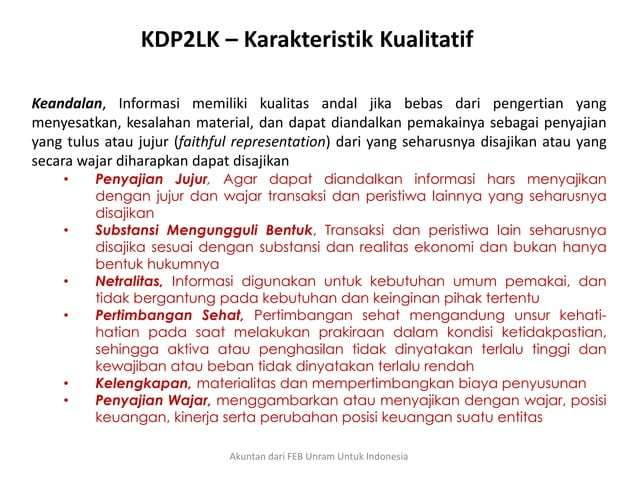 KDP2LK – Karakteristik Kualitatif
Keandalan, Informasi memiliki kualitas andal jika bebas dari pengertian yang
menyesatkan, kesalahan material, dan dapat diandalkan pemakainya sebagai penyajian
yang tulus atau jujur (faithful representation) dari yang seharusnya disajikan atau yang
secara wajar diharapkan dapat disajikan
• Penyajian Jujur, Agar dapat diandalkan informasi hars menyajikan
dengan jujur dan wajar transaksi dan peristiwa lainnya yang seharusnya
disajikan
• Substansi Mengungguli Bentuk, Transaksi dan peristiwa lain seharusnya
disajika sesuai dengan substansi dan realitas ekonomi dan bukan hanya
bentuk hukumnya
• Netralitas, Informasi digunakan untuk kebutuhan umum pemakai, dan
tidak bergantung pada kebutuhan dan keinginan pihak tertentu
• Pertimbangan Sehat, Pertimbangan sehat mengandung unsur kehati-
hatian pada saat melakukan prakiraan dalam kondisi ketidakpastian,
sehingga aktiva atau penghasilan tidak dinyatakan terlalu tinggi dan
kewajiban atau beban tidak dinyatakan terlalu rendah
• Kelengkapan, materialitas dan mempertimbangkan biaya penyusunan
• Penyajian Wajar, menggambarkan atau menyajikan dengan wajar, posisi
keuangan, kinerja serta perubahan posisi keuangan suatu entitas
Akuntan dari FEB Unram Untuk Indonesia